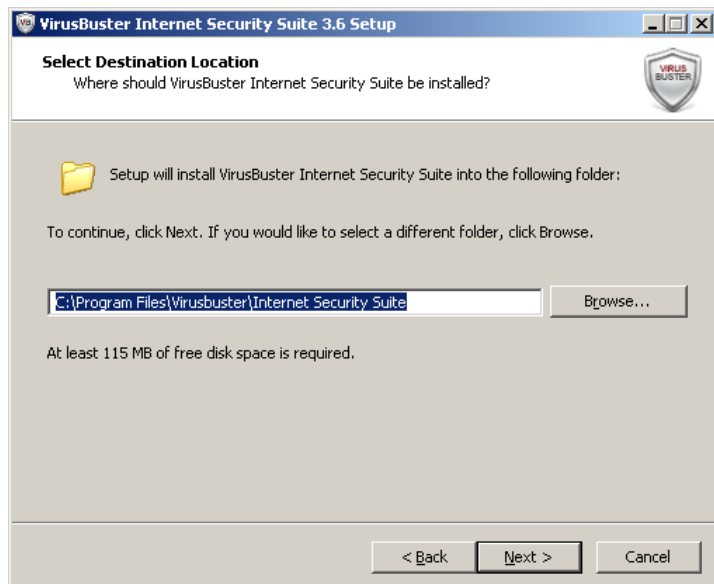 VirusBuster Internet Security Suite 3.6 Setup
Select Destination Location
Where should VirusBuster Internet Security Suite be installed?
VIRUS
BUSTER
Setup will install VirusBuster Internet Security Suite into the following folder:
To continue, click Next. If you would like to select a different folder, click Browse.
C:\Program Files\Virusbuster\Internet Security Suite
Browse...
At least 115 MB of free disk space is required.
< Back
Next >
Cancel